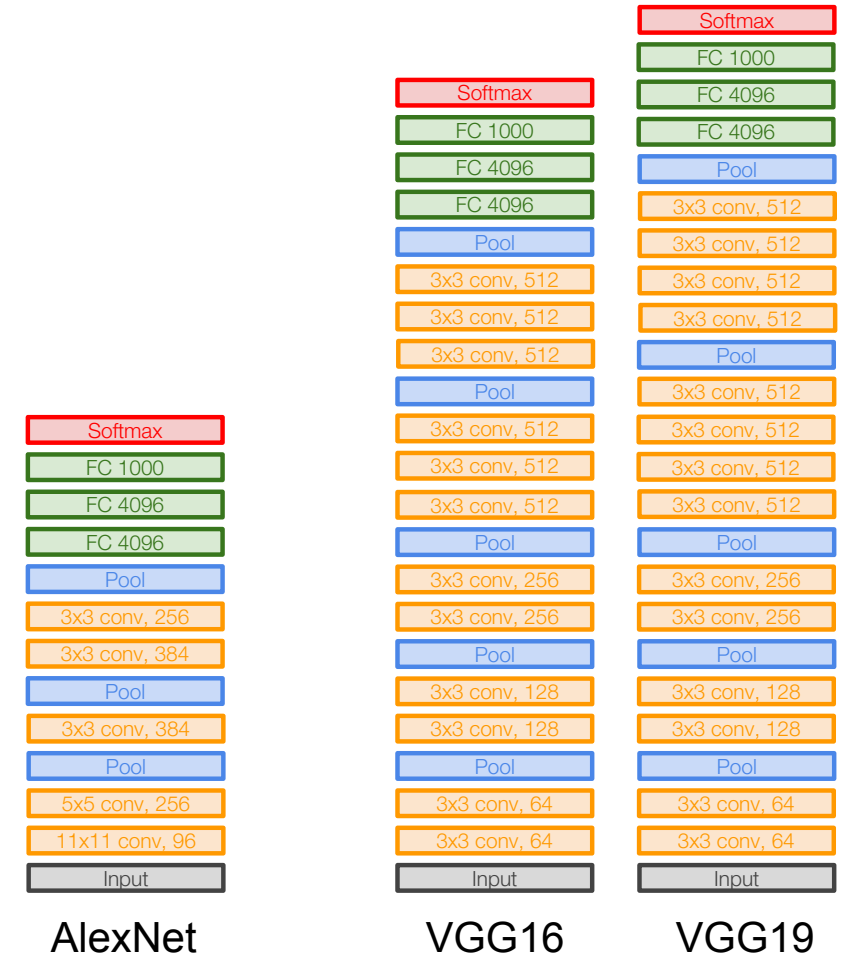 Softmax
FC 1000
FC 4096
FC 4096
Pool
3x3 conv, 256
3x3 conv, 384
Pool
3x3 conv, 384
Pool
5x5 conv, 256
11x11 conv, 96
Input
AlexNet
Softmax
FC 1000
FC 4096
FC 4096
Pool
3x3 conv, 512
3x3 conv, 512
3x3 conv, 512
Pool
3x3 conv, 512
3x3 conv, 512
3x3 conv, 512
Pool
3x3 conv, 256
3x3 conv, 256
Pool
3x3 conv, 128
3x3 conv, 128
Pool
3x3 conv, 64
3x3 conv, 64
Input
VGG16
Softmax
FC 1000
FC 4096
FC 4096
Pool
3x3 conv, 512
3x3 conv, 512
3x3 conv, 512
3x3 conv, 512
Pool
3x3 conv, 512
3x3 conv, 512
3x3 conv, 512
3x3 conv, 512
Pool
3x3 conv, 256
3x3 conv, 256
Pool
3x3 conv, 128
3x3 conv, 128
Pool
3x3 conv, 64
3x3 conv, 64
Input
VGG19